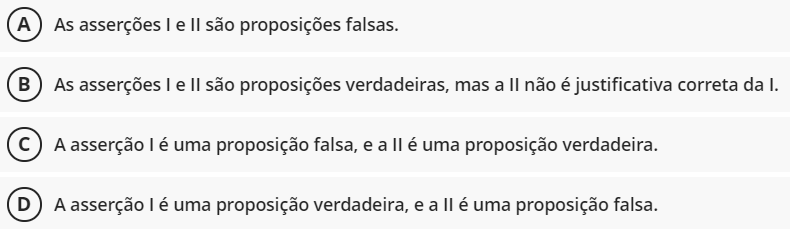 A As asserções I e II são proposições falsas.
B As asserções I e II são proposições verdadeiras, mas a II não é justificativa correta da I.
C A asserção I é uma proposição falsa, e a II é uma proposição verdadeira.
D A asserção I é uma proposição verdadeira, e a II é uma proposição falsa.